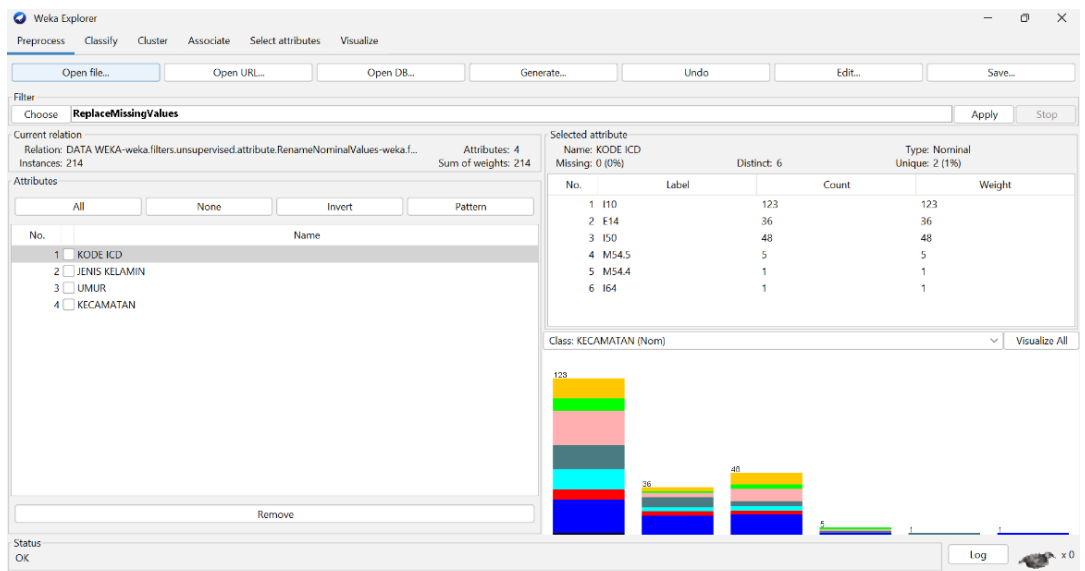 Weka Explorer
Preprocess Classify Cluster Associate Select attributes Visualize
Open file... Open URL... Open DB... Generate... Undo Edit... Save...
Filter
Choose ReplaceMissingValues Apply Stop
Current relation
Relation: DATA WEKA-weka.filters.unsupervised.attribute.RenameNominalValues-weka.f... Attributes: 4
Instances: 214 Sum of weights: 214
Attributes
All None Invert Pattern
No. Name
1 KODE ICD
2 JENIS KELAMIN
3 UMUR
4 KECAMATAN
Remove
Selected attribute
Name: KODE ICD Type: Nominal
Missing: 0 (0%) Distinct: 6 Unique: 2 (1%)
No. Label Count Weight
1 I10 123 123
2 E14 36 36
3 I50 48 48
4 M54.5 5 5
5 M54.4 1 1
6 I64 1 1
Class: KECAMATAN (Nom) Visualize All
123
36
48
5
1
1
Status
OK Log x 0